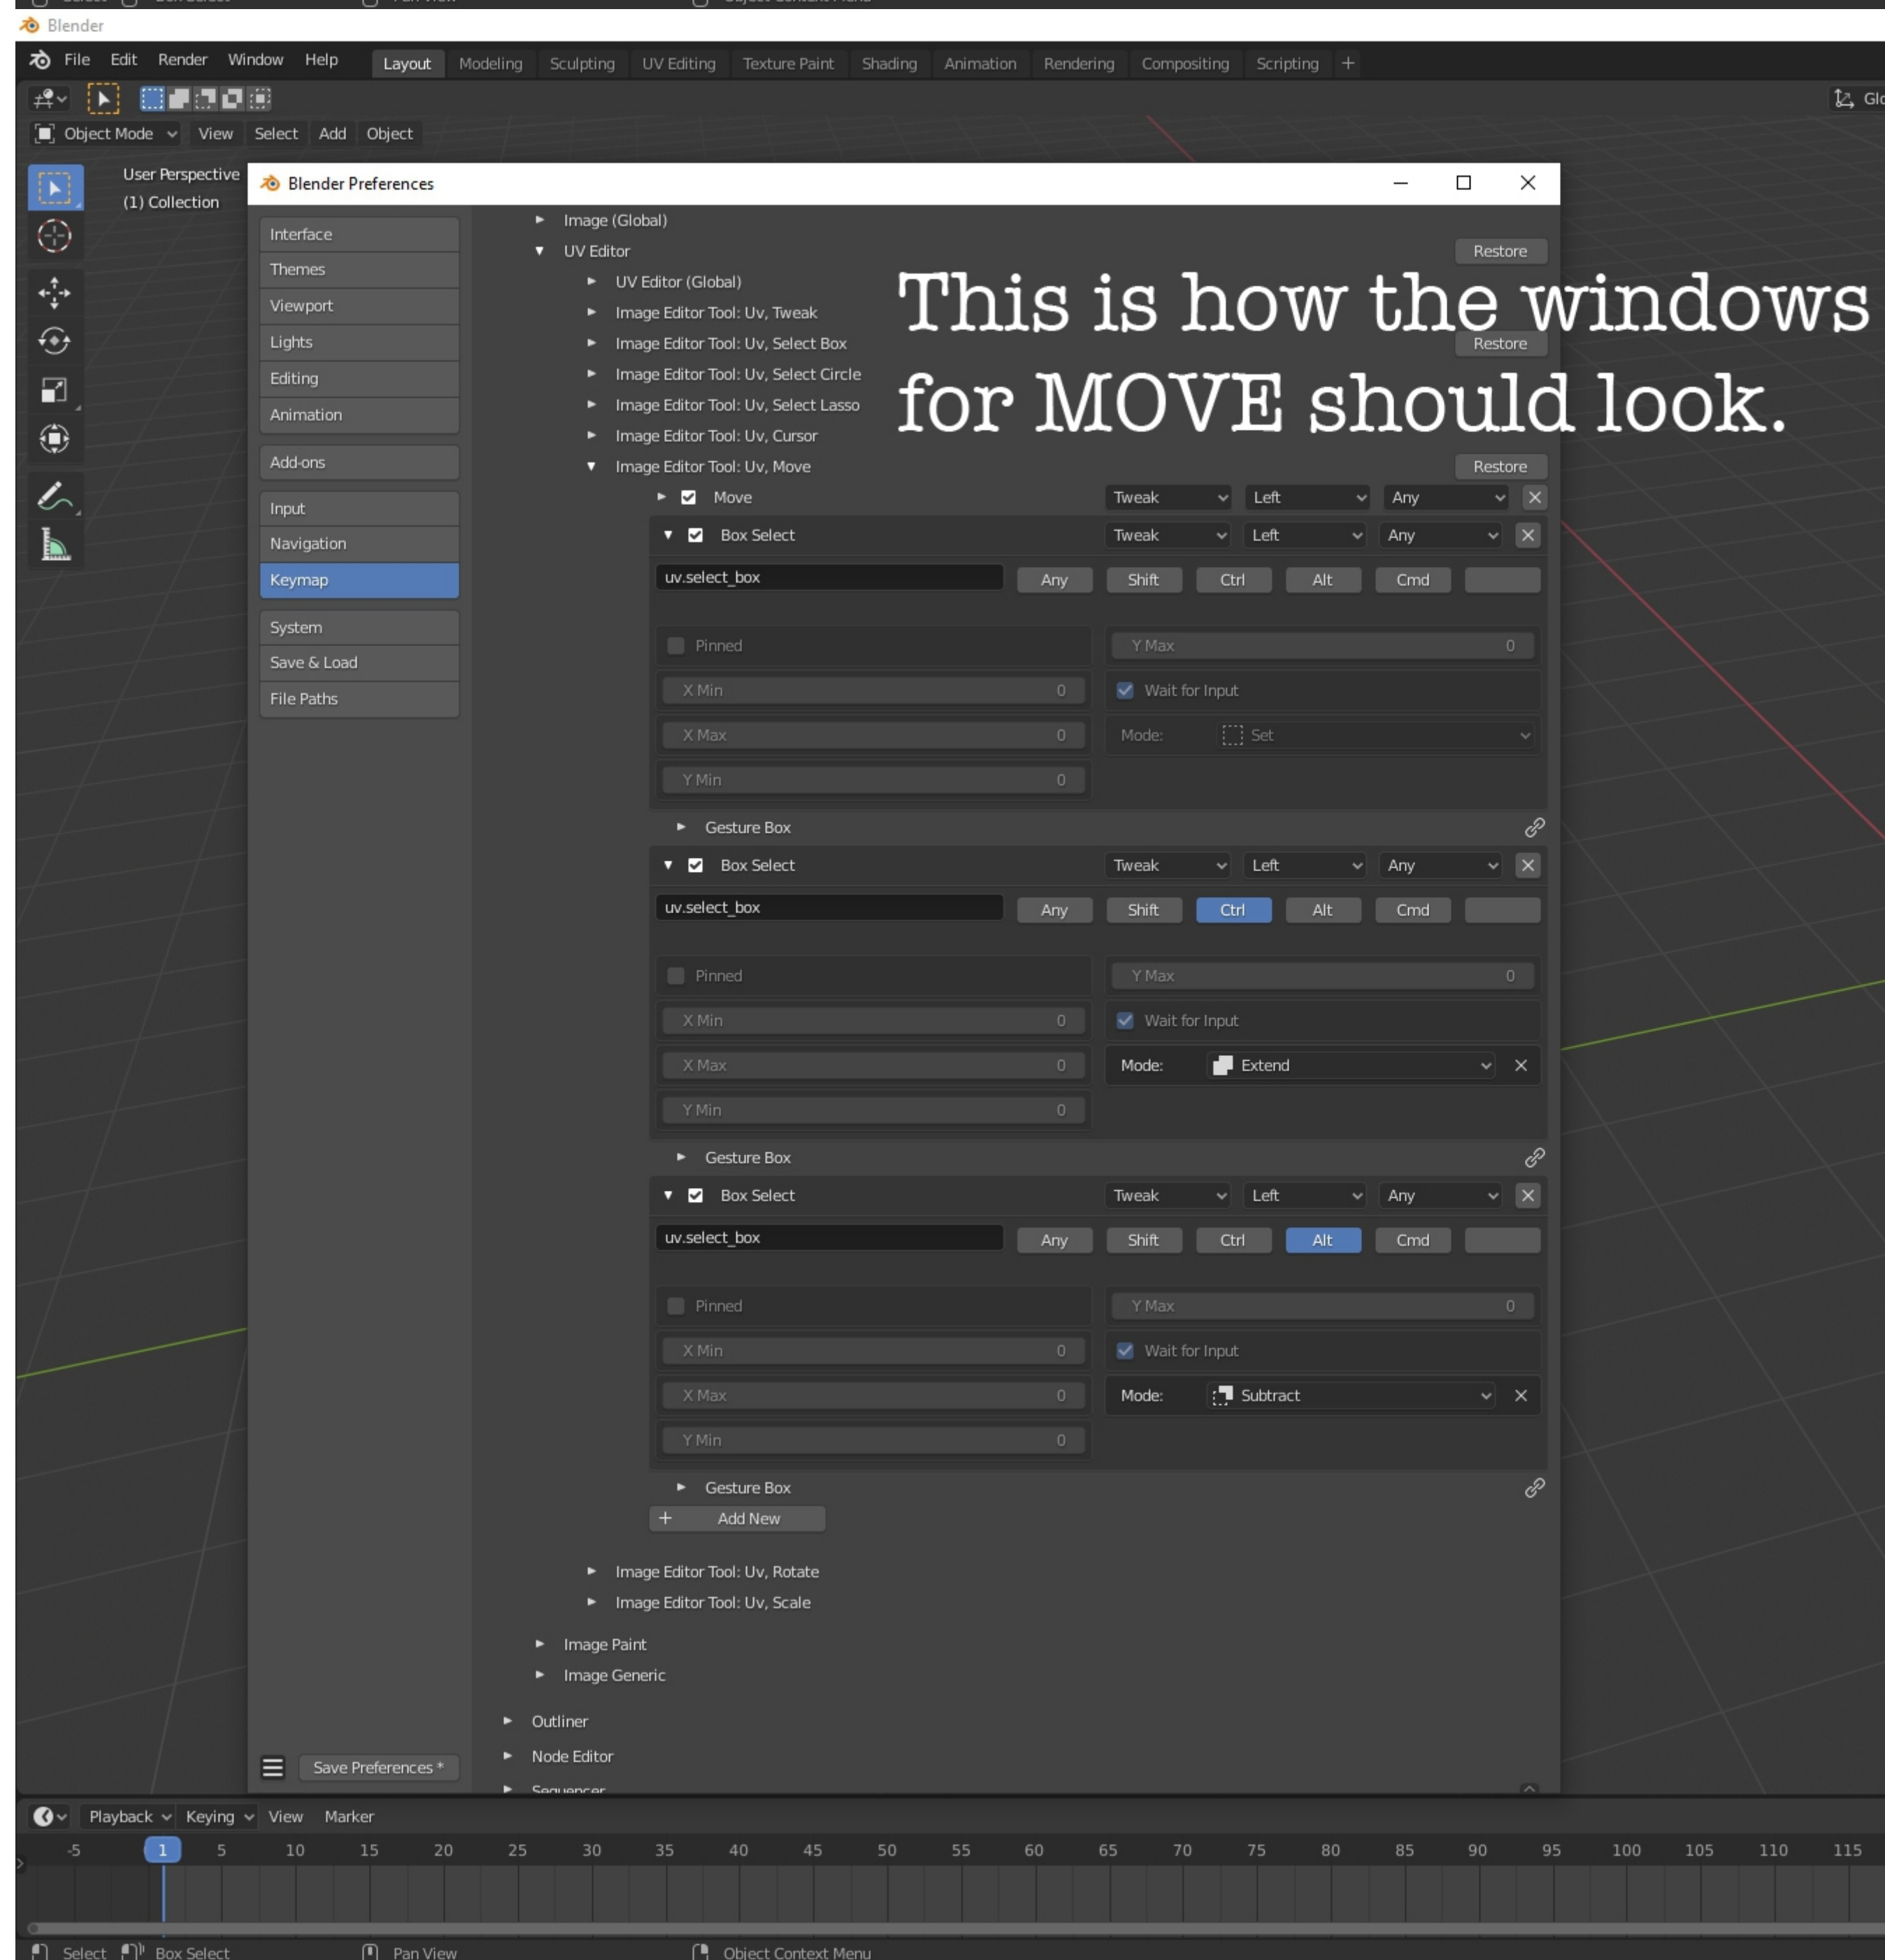 Blender
File Edit Render Window Help Layout Modeling Sculpting UV Editing Texture Paint Shading Animation Rendering Compositing Scripting +
Object Mode View Select Add Object
User Perspective
(1) Collection
Blender Preferences
Interface
Themes
Viewport
Lights
Editing
Animation
Add-ons
Input
Navigation
Keymap
System
Save & Load
File Paths
Save Preferences *
This is how the windows
for MOVE should look.
Image (Global)
UV Editor Restore
UV Editor (Global)
Image Editor Tool: Uv, Tweak
Image Editor Tool: Uv, Select Box Restore
Image Editor Tool: Uv, Select Circle
Image Editor Tool: Uv, Select Lasso
Image Editor Tool: Uv, Cursor
Image Editor Tool: Uv, Move Restore
Move Tweak Left Any
Box Select Tweak Left Any
uv.select_box Any Shift Ctrl Alt Cmd
Pinned Y Max 0
X Min 0 Wait for Input
X Max 0 Mode: Set
Y Min 0
Gesture Box
Box Select Tweak Left Any
uv.select_box Any Shift Ctrl Alt Cmd
Pinned Y Max 0
X Min 0 Wait for Input
X Max 0 Mode: Extend
Y Min 0
Gesture Box
Box Select Tweak Left Any
uv.select_box Any Shift Ctrl Alt Cmd
Pinned Y Max 0
X Min 0 Wait for Input
X Max 0 Mode: Subtract
Y Min 0
Gesture Box
+ Add New
Image Editor Tool: Uv, Rotate
Image Editor Tool: Uv, Scale
Image Paint
Image Generic
Outliner
Node Editor
Sequencer
Playback Keying View Marker
-5 1 5 10 15 20 25 30 35 40 45 50 55 60 65 70 75 80 85 90 95 100 105 110 115
Select Box Select Pan View Object Context Menu